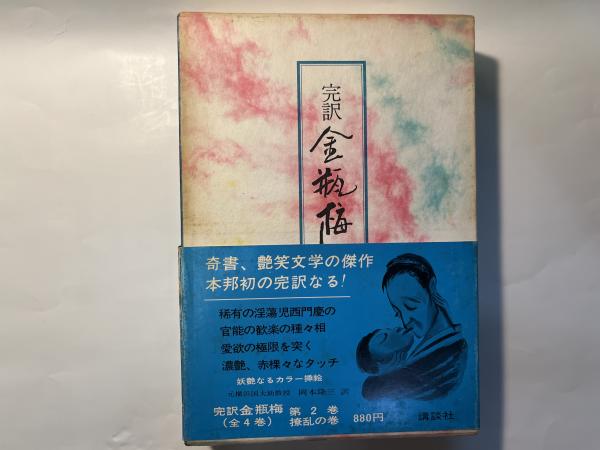 完訳
金瓶梅
奇書、艶笑文学の傑作
本邦初の完訳なる!
稀有の淫蕩児西門慶の
官能の歓楽の種々相
愛欲の極限を突く
濃艶、赤裸々なタッチ
妖艶なるカラー挿絵
元横浜国大助教授 岡本隆三 訳
完訳金瓶梅 第2巻
(全4巻) 撩乱の巻 880円
講談社